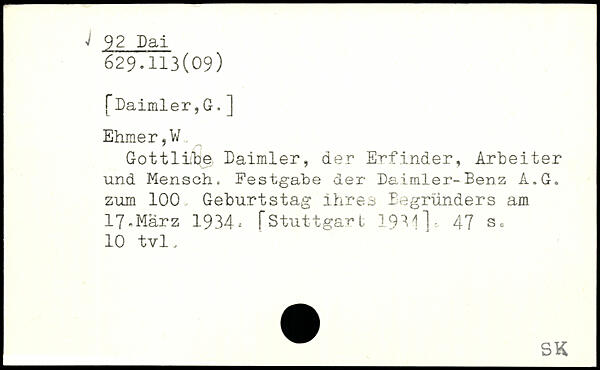 92 Dai
629.113(09)
[Daimler,G.]
Ehmer,W.
Gottlibe Daimler, der Erfinder, Arbeiter
und Mensch. Festgabe der Daimler-Benz A.G.
zum 100. Geburtstag ihres Begründers am
17.März 1934. [Stuttgart 1934]. 47 s.
10 tvl.
SK